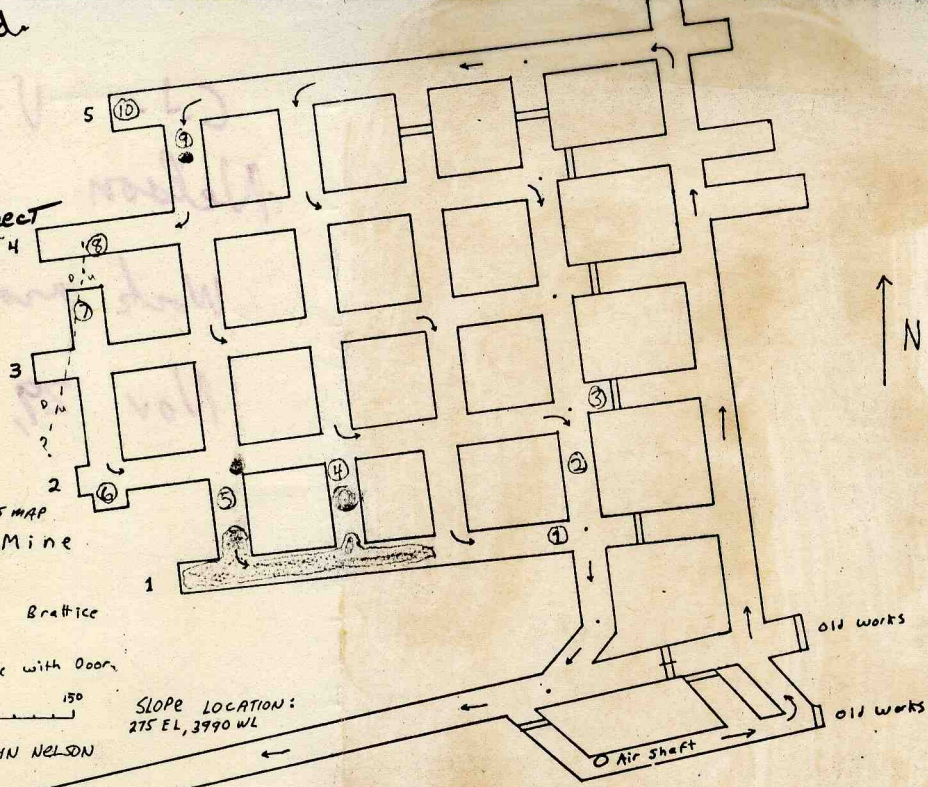 5
10
9
ECT
4
8
D U
7
N
3
3
D U
?
4
2
2
5
6
MAP
1
Mine
1
Brattice
with Door
Old Works
150
SLOPE LOCATION:
275 EL, 3990 WL
Old Works
NELSON
Air Shaft